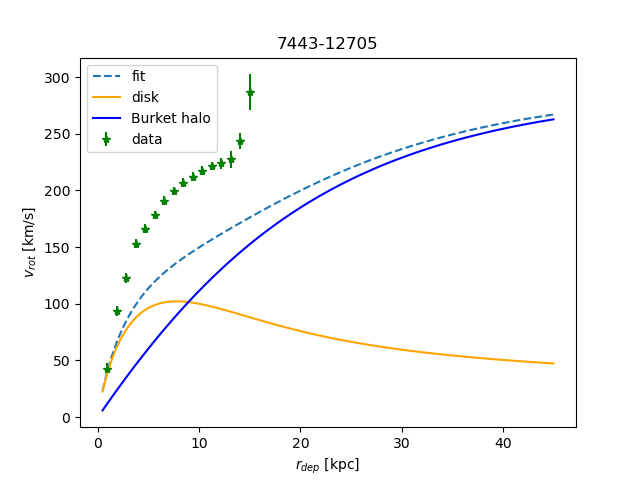 7443-12705
fit
disk
Burket halo
data
300
250
200
150
100
50
0
v_rot [km/s]
0 10 20 30 40
r_dep [kpc]